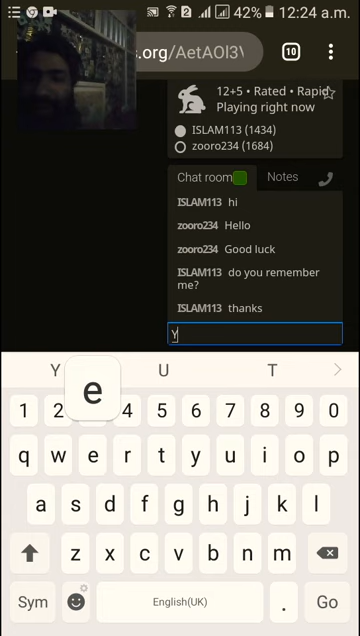 42% 12:24 a.m.
s.org/AetAOl3\
10
12+5 • Rated • Rapid
Playing right now
ISLAM113 (1434)
zooro234 (1684)
Chat room
Notes
ISLAM113 hi
zooro234 Hello
zooro234 Good luck
ISLAM113 do you remember
me?
ISLAM113 thanks
Y
Y U T
e
1 2 4 5 6 7 8 9 0
q w e r t y u i o p
a s d f g h j k l
z x c v b n m
Sym English(UK) . Go